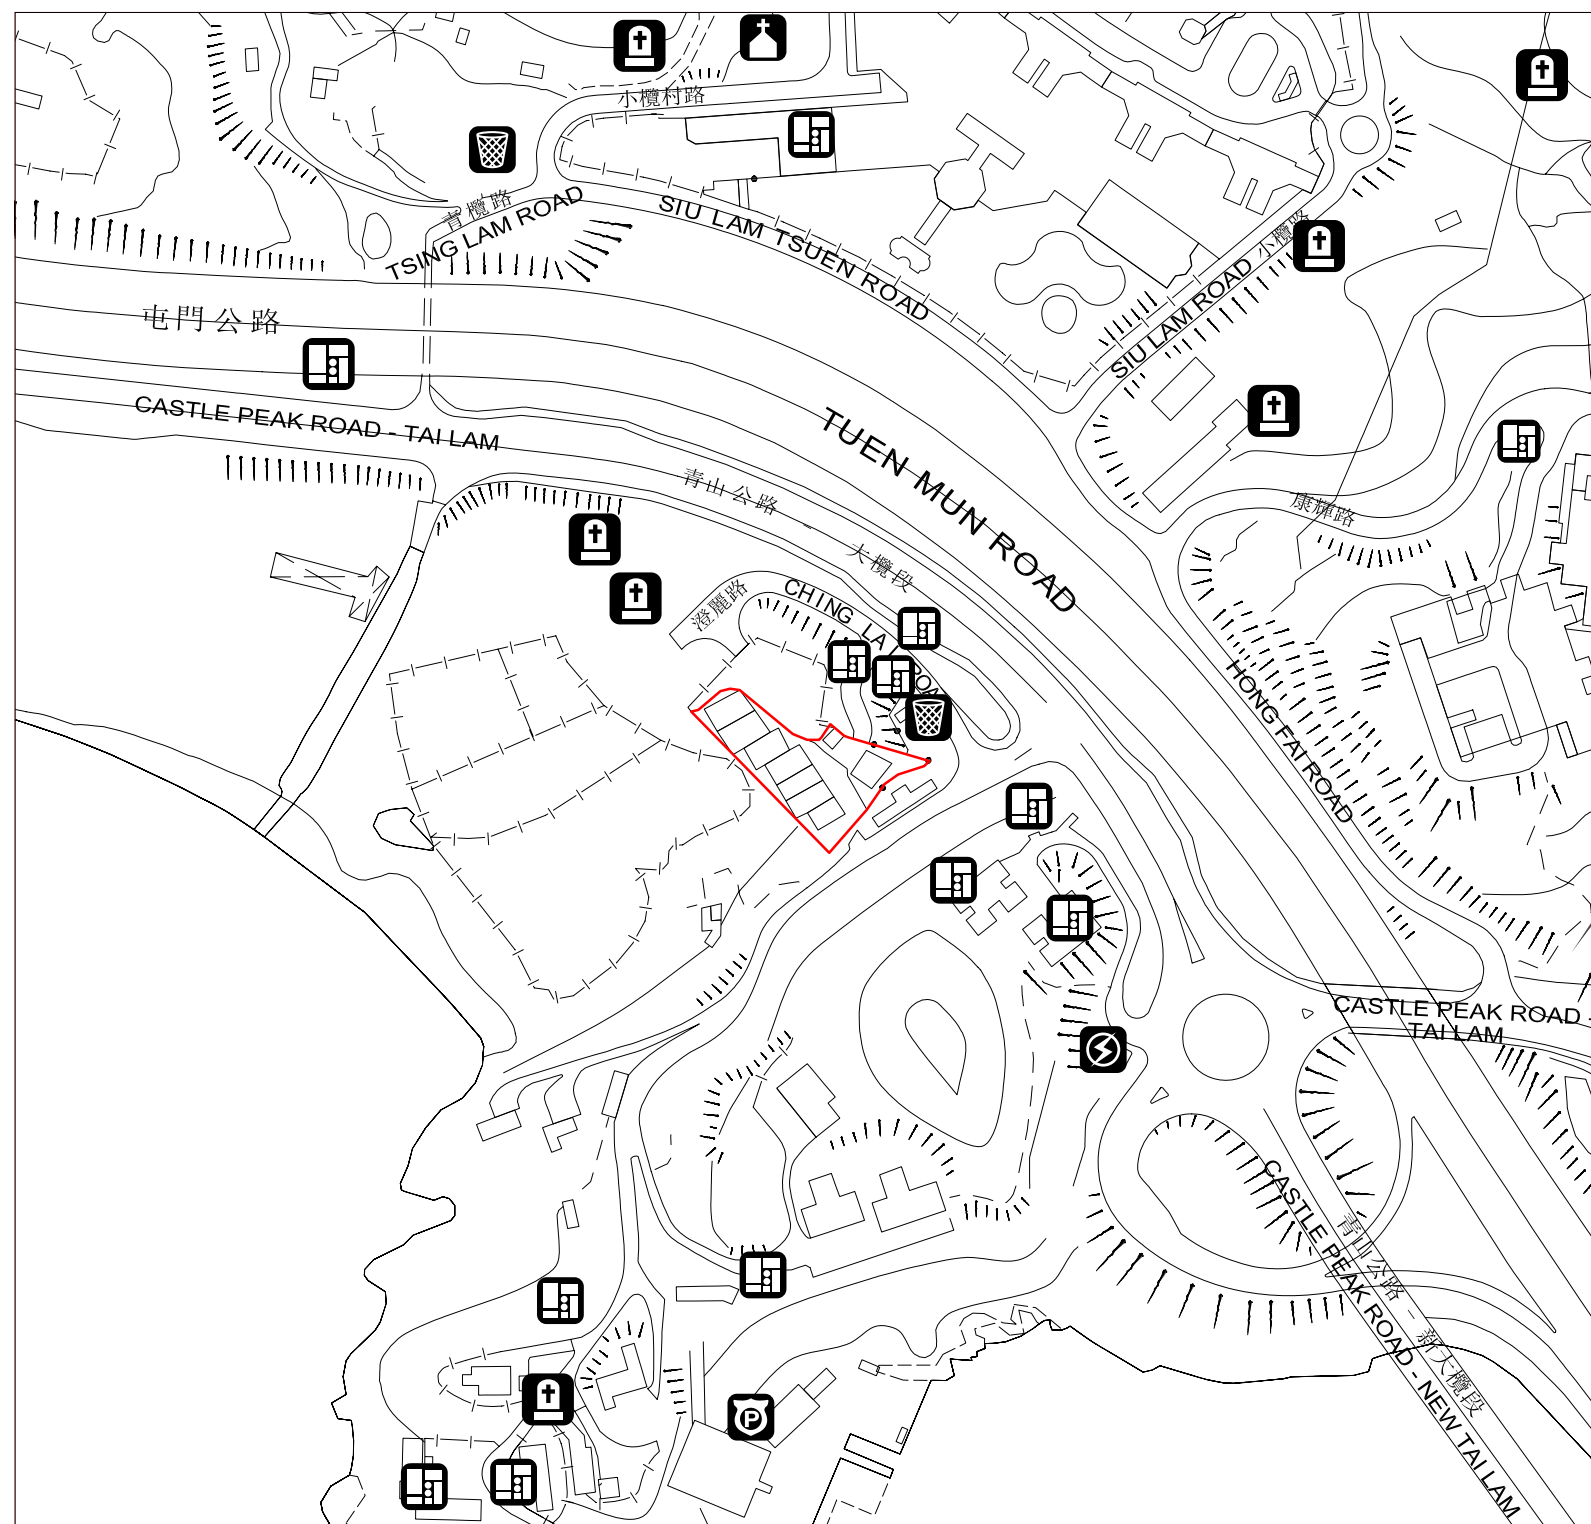 小欖村路
青欖路
TSING LAM ROAD
SIU LAM TSUEN ROAD
小欖路
SIU LAM ROAD
屯門公路
CASTLE PEAK ROAD - TAI LAM
TUEN MUN ROAD
青山公路 - 大欖段
康輝路
澄麗路
CHING LAI ROAD
HONG FAI ROAD
CASTLE PEAK ROAD -
TAI LAM
青山公路 - 新大欖段
CASTLE PEAK ROAD - NEW TAI LAM
P